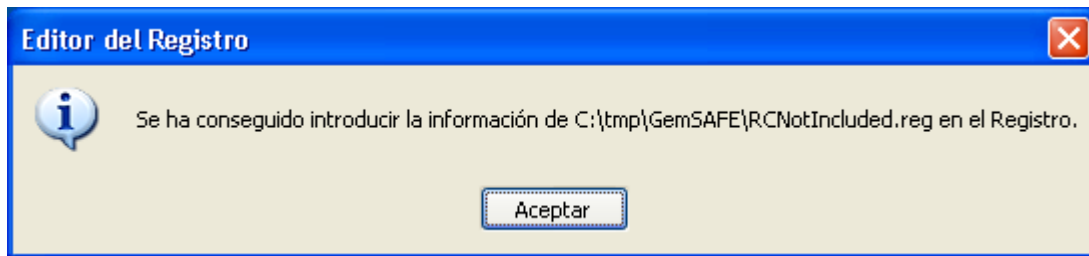 Editor del Registro
Se ha conseguido introducir la información de C:\tmp\GemSAFE\RCNotIncluded.reg en el Registro.
Aceptar